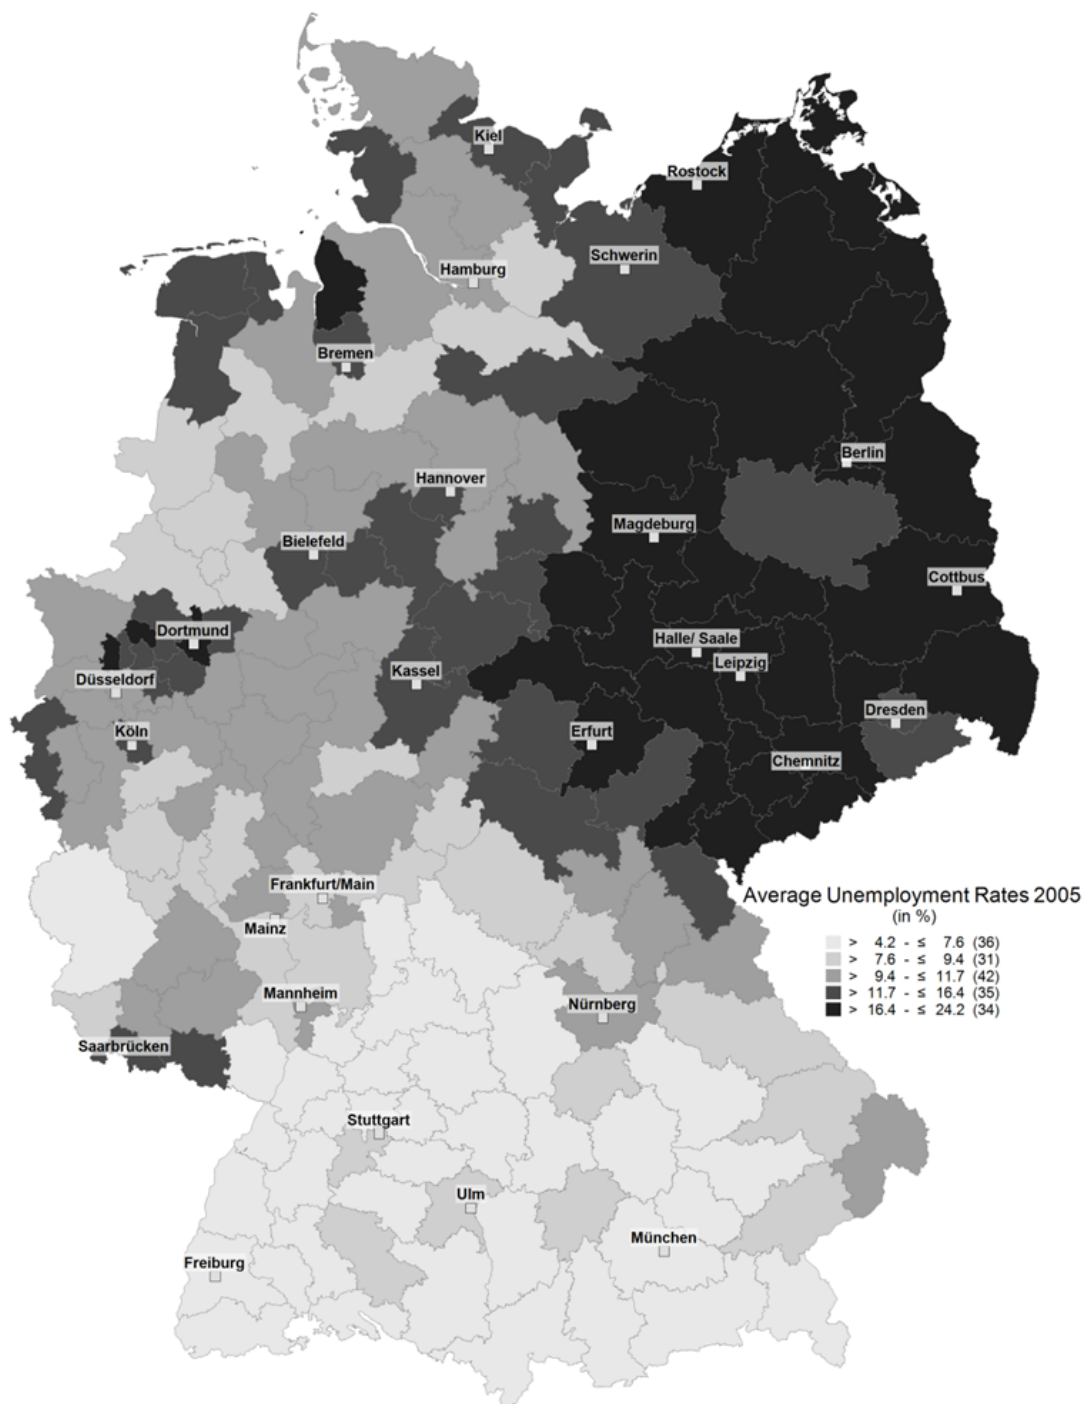 Kiel
Rostock
Schwerin
Hamburg
Bremen
Berlin
Hannover
Magdeburg
Bielefeld
Cottbus
Dortmund
Halle/ Saale
Leipzig
Kassel
Düsseldorf
Dresden
Köln
Erfurt
Chemnitz
Frankfurt/Main
Average Unemployment Rates 2005
(in %)
Mainz
> 4.2 - ≤ 7.6 (36)
> 7.6 - ≤ 9.4 (31)
> 9.4 - ≤ 11.7 (42)
> 11.7 - ≤ 16.4 (35)
> 16.4 - ≤ 24.2 (34)
Mannheim
Nürnberg
Saarbrücken
Stuttgart
Ulm
München
Freiburg